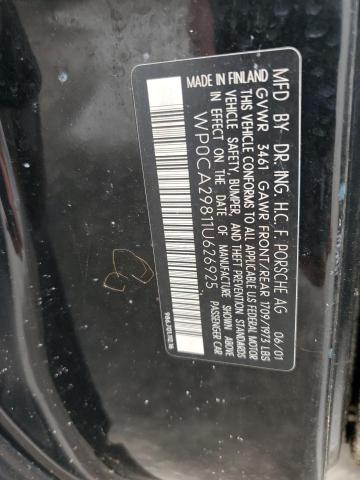 MFD BY: DR. ING. H.C. F. PORSCHE AG 06/01
GVWR 3461 GAWR FRONT/REAR 1709/1973 LBS
THIS VEHICLE CONFORMS TO ALL APPLICABLE US FEDERAL MOTOR
VEHICLE SAFETY, BUMPER, AND THEFT PREVENTION STANDARDS
IN EFFECT ON THE DATE OF MANUFACTURE SHOWN ABOVE.
MADE IN FINLAND PASSENGER CAR
WP0CA29811U626925